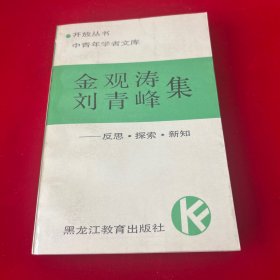 •开放丛书
中青年学者文库
金观涛
刘青峰 集
——反思·探索·新知
黑龙江教育出版社